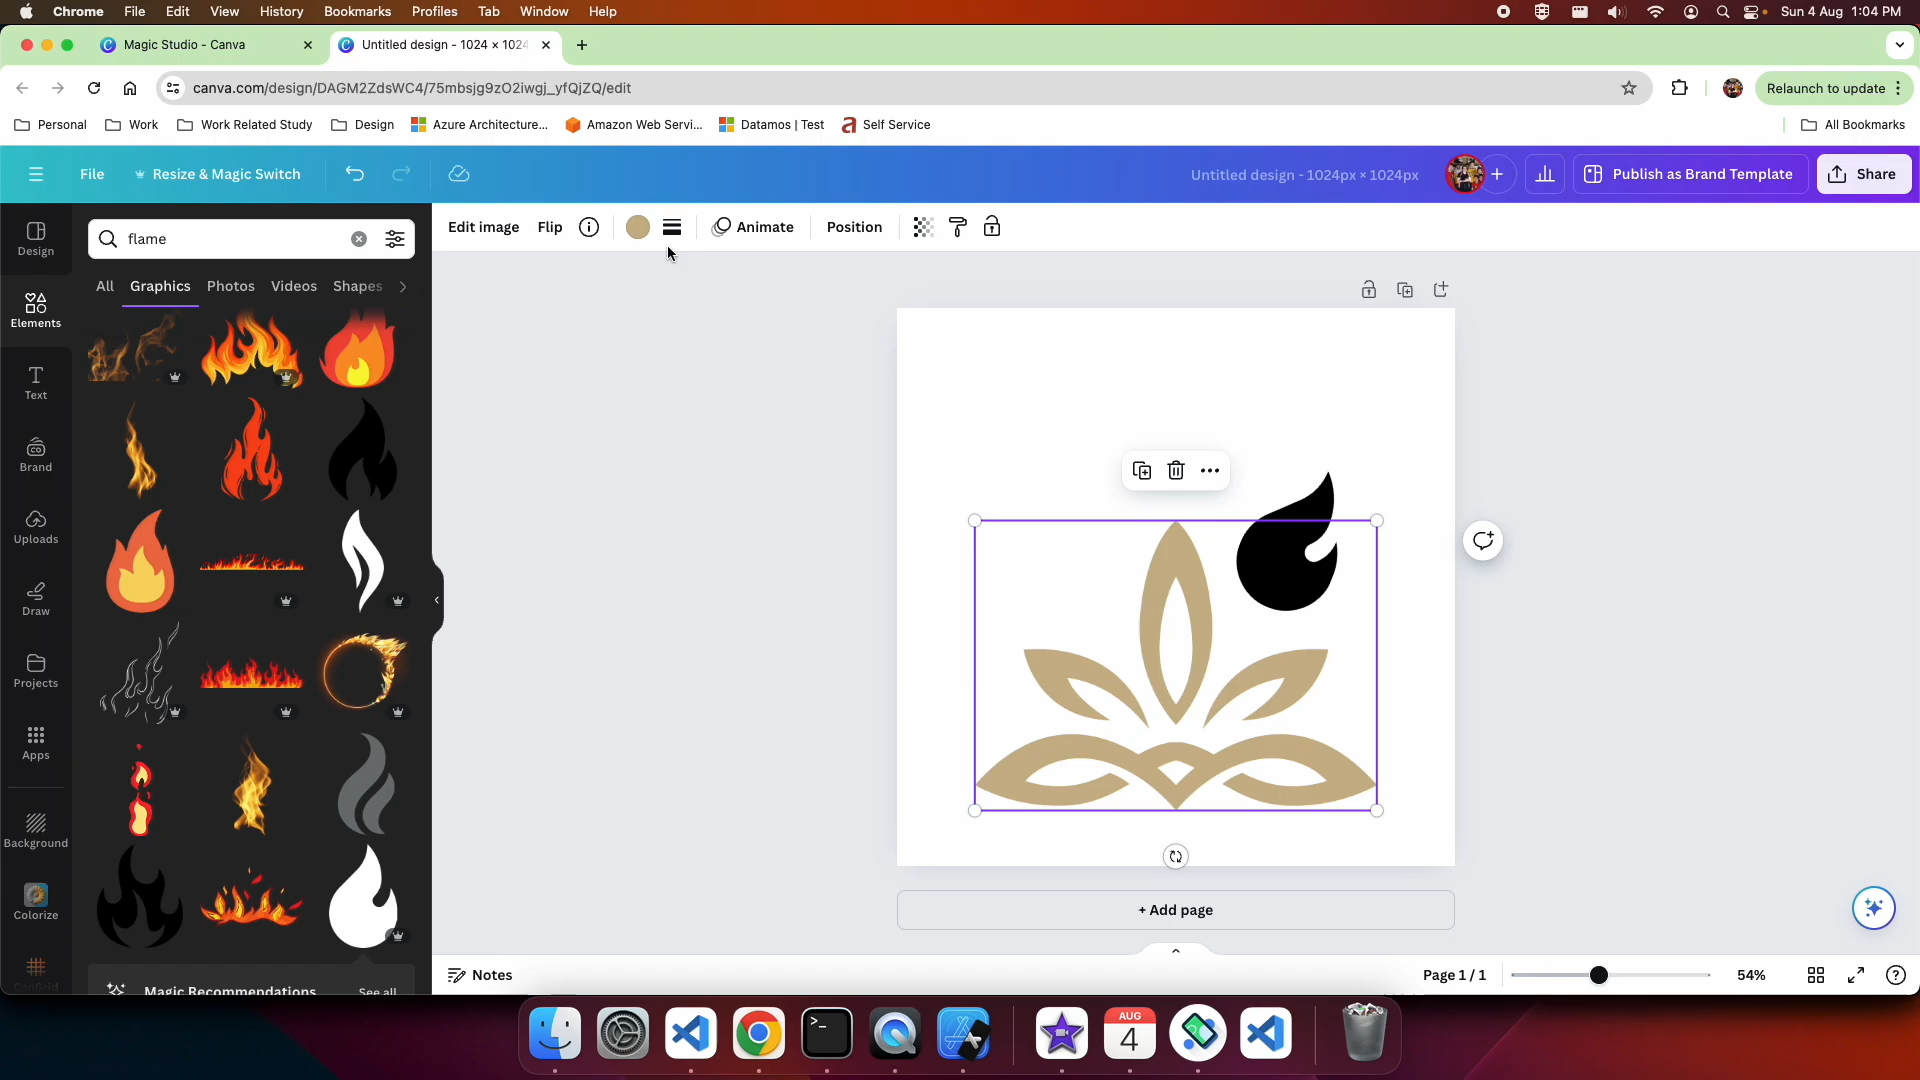 Chrome File Edit View History Bookmarks Profiles Tab Window Help
Sun 4 Aug 1:04 PM
Magic Studio - Canva
Untitled design - 1024 × 1024
canva.com/design/DAGM2ZdsWC4/75mbsjg9zO2iwgj_yfQjZQ/edit
Relaunch to update
Personal Work Work Related Study Design Azure Architecture... Amazon Web Servi... Datamos | Test Self Service
All Bookmarks
File Resize & Magic Switch
Untitled design - 1024px × 1024px
Publish as Brand Template
Share
Design
Elements
Text
Brand
Uploads
Draw
Projects
Apps
Background
Colorize
flame
All Graphics Photos Videos Shapes
Magic Recommendations See all
Edit image Flip Animate Position
+ Add page
Notes
Page 1 / 1
54%
AUG
4